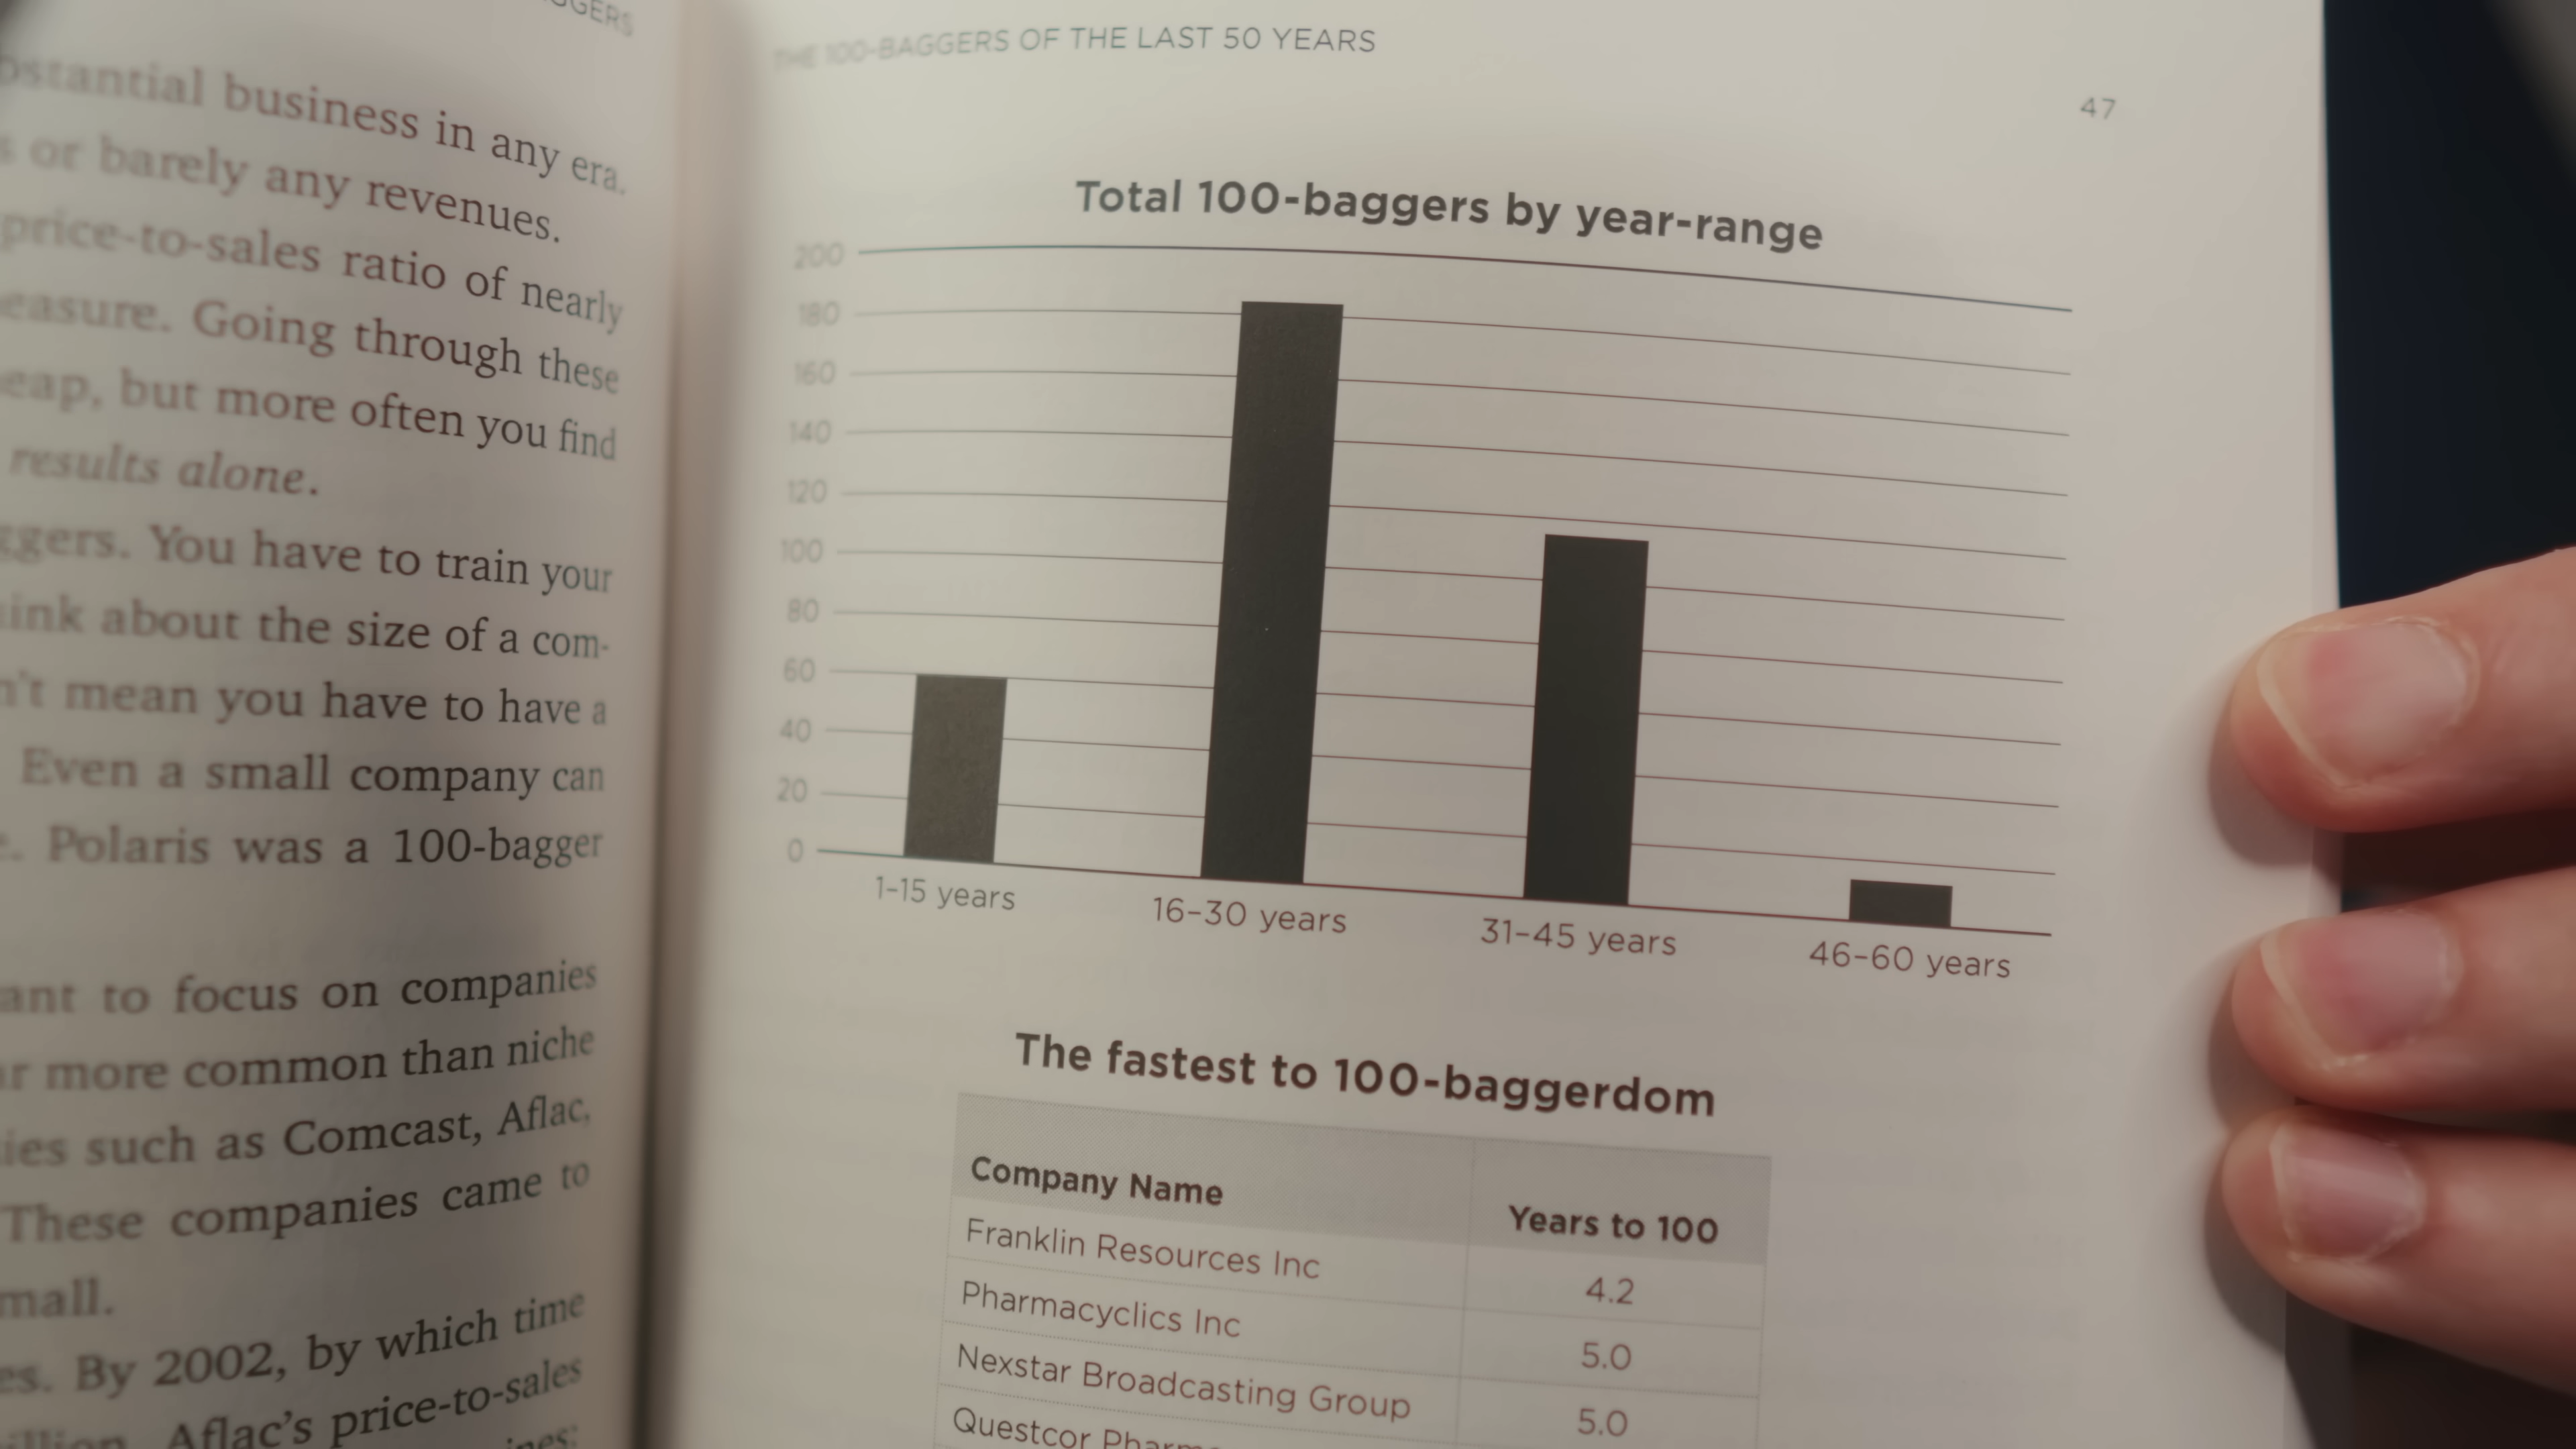 GGERS
bstantial business in any era.
s or barely any revenues.
price-to-sales ratio of nearly
easure. Going through these
eap, but more often you find
results alone.
ggers. You have to train your
ink about the size of a com-
n't mean you have to have a
Even a small company can
e. Polaris was a 100-bagger
ant to focus on companies
ar more common than niche
ies such as Comcast, Aflac,
These companies came to
mall.
es. By 2002, by which time
illion, Aflac's price-to-sales
ines:
THE 100-BAGGERS OF THE LAST 50 YEARS
47
Total 100-baggers by year-range
200
180
160
140
120
100
80
60
40
20
0
1–15 years 16–30 years 31–45 years 46–60 years
The fastest to 100-baggerdom
Company Name Years to 100
Franklin Resources Inc 4.2
Pharmacyclics Inc 5.0
Nexstar Broadcasting Group 5.0
Questcor